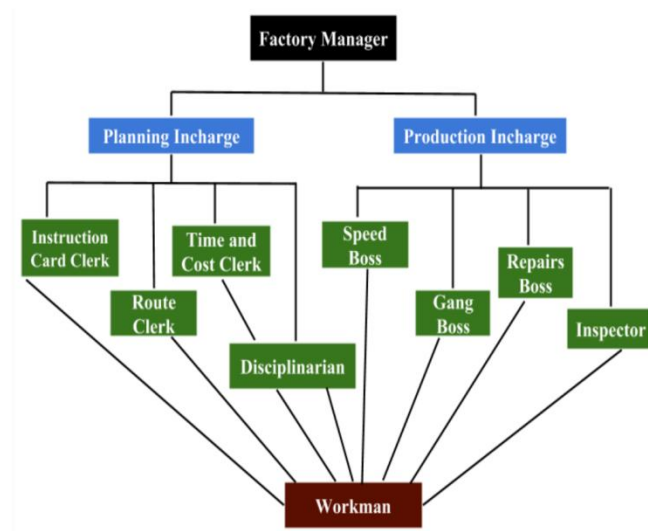 Factory Manager
Planning Incharge
Production Incharge
Instruction
Card Clerk
Time and
Cost Clerk
Speed
Boss
Repairs
Boss
Route
Clerk
Gang
Boss
Inspector
Disciplinarian
Workman